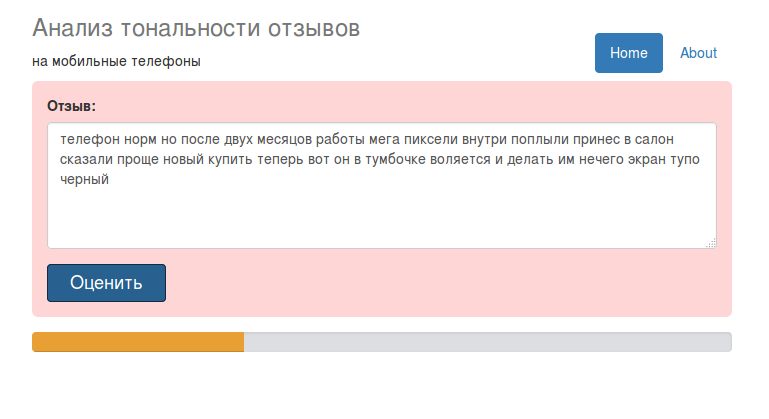 Анализ тональности отзывов
на мобильные телефоны
Home
About
Отзыв:
телефон норм но после двух месяцов работы мега пиксели внутри поплыли принес в салон
сказали проще новый купить теперь вот он в тумбочке воляется и делать им нечего экран тупо
черный
Оценить